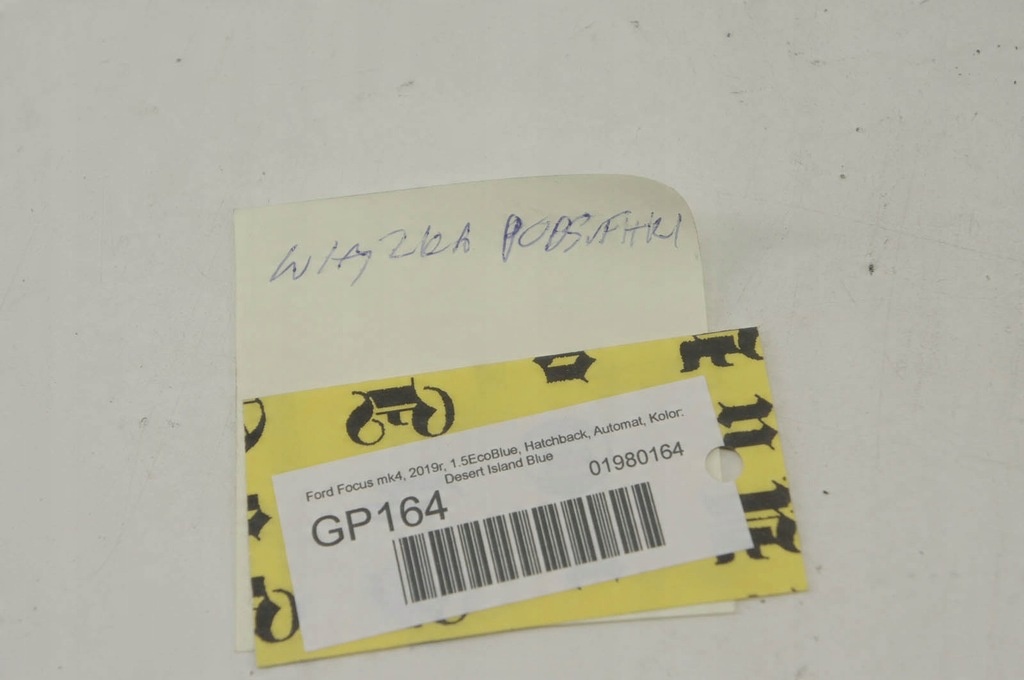 WIĄZKA PODSUFITKI
Ford Focus mk4, 2019r, 1.5EcoBlue, Hatchback, Automat, Kolor:
Desert Island Blue
GP164
01980164